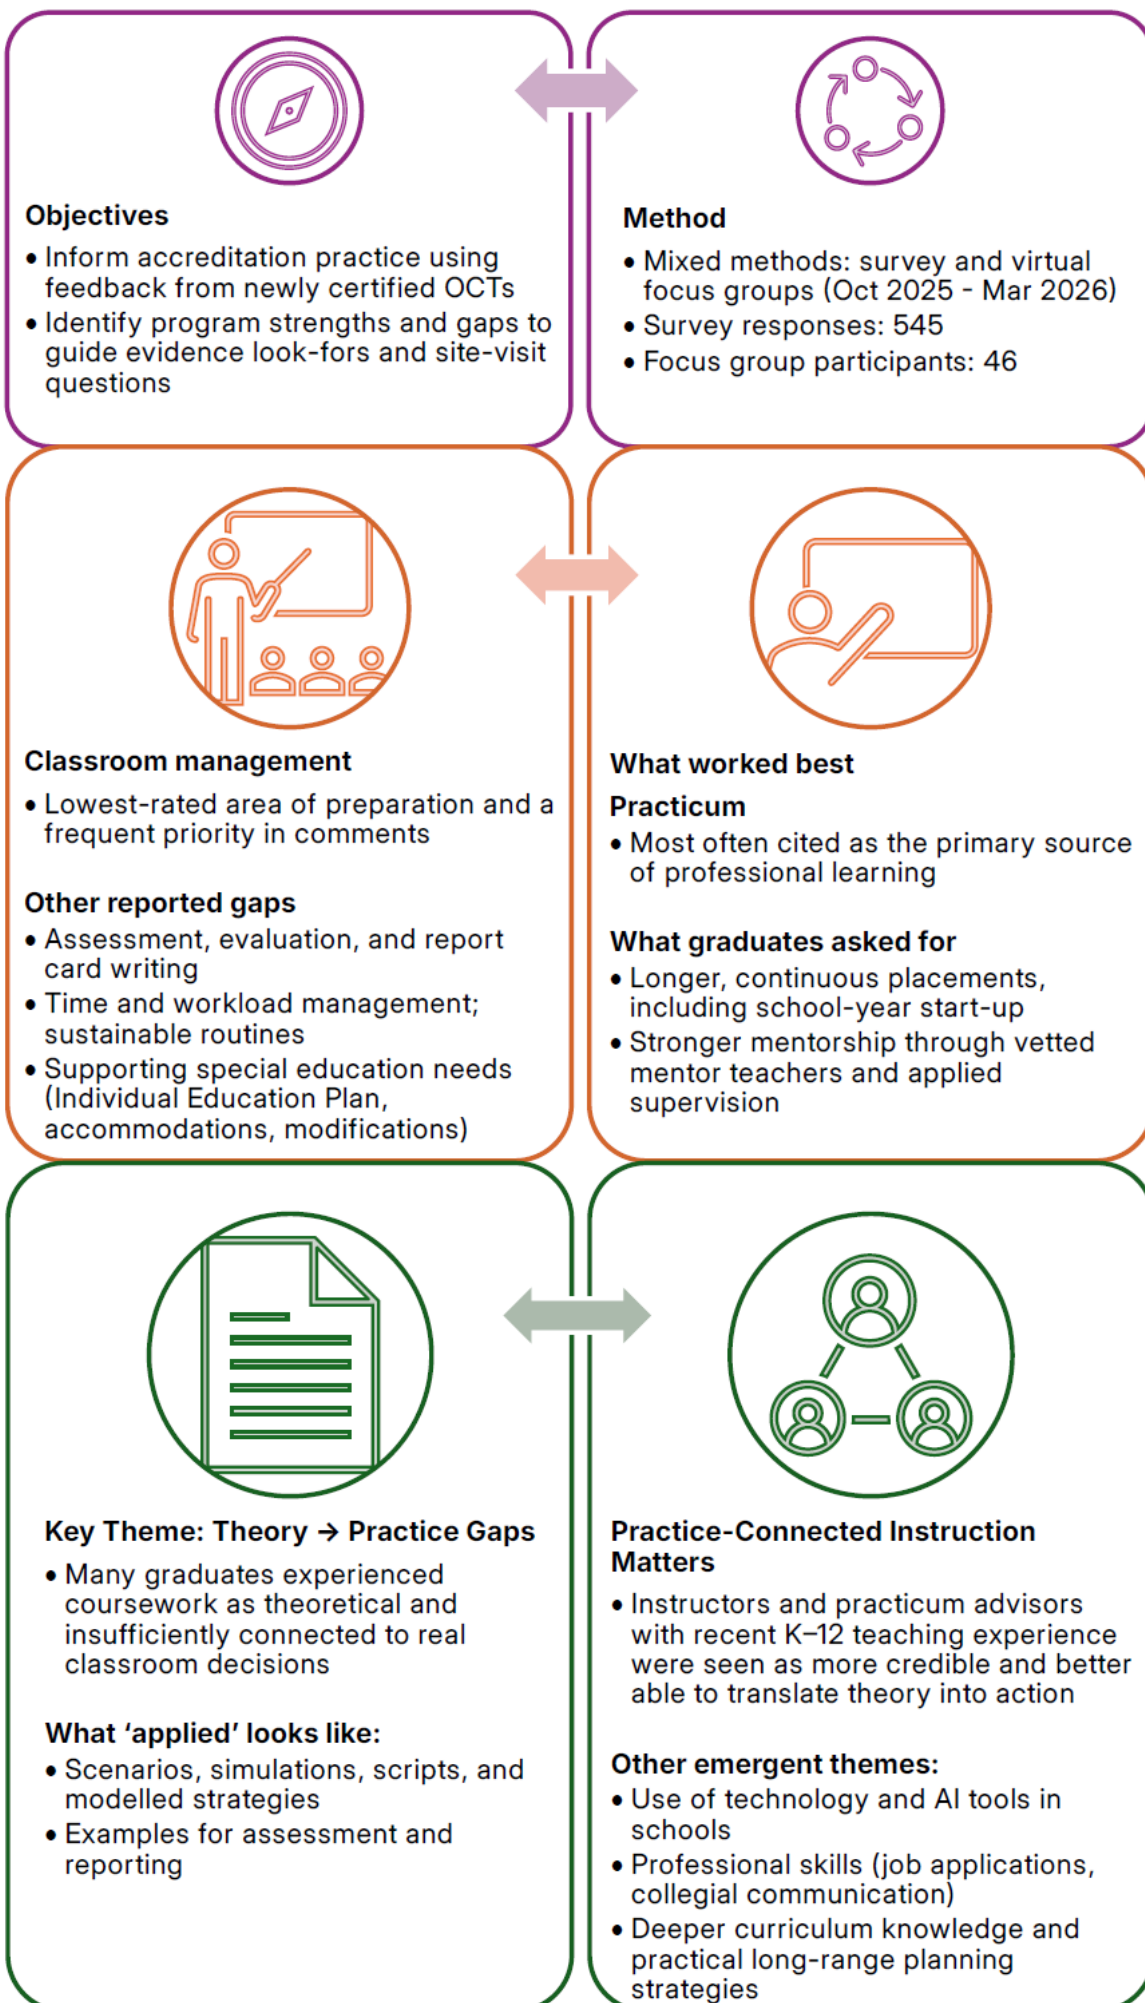 Objectives
• Inform accreditation practice using
feedback from newly certified OCTs
• Identify program strengths and gaps to
guide evidence look-fors and site-visit
questions
Method
• Mixed methods: survey and virtual
focus groups (Oct 2025 - Mar 2026)
• Survey responses: 545
• Focus group participants: 46
Classroom management
• Lowest-rated area of preparation and a
frequent priority in comments
Other reported gaps
• Assessment, evaluation, and report
card writing
• Time and workload management;
sustainable routines
• Supporting special education needs
(Individual Education Plan,
accommodations, modifications)
What worked best
Practicum
• Most often cited as the primary source
of professional learning
What graduates asked for
• Longer, continuous placements,
including school-year start-up
• Stronger mentorship through vetted
mentor teachers and applied
supervision
Key Theme: Theory → Practice Gaps
• Many graduates experienced
coursework as theoretical and
insufficiently connected to real
classroom decisions
What ‘applied’ looks like:
• Scenarios, simulations, scripts, and
modelled strategies
• Examples for assessment and
reporting
Practice-Connected Instruction
Matters
• Instructors and practicum advisors
with recent K–12 teaching experience
were seen as more credible and better
able to translate theory into action
Other emergent themes:
• Use of technology and AI tools in
schools
• Professional skills (job applications,
collegial communication)
• Deeper curriculum knowledge and
practical long-range planning
strategies